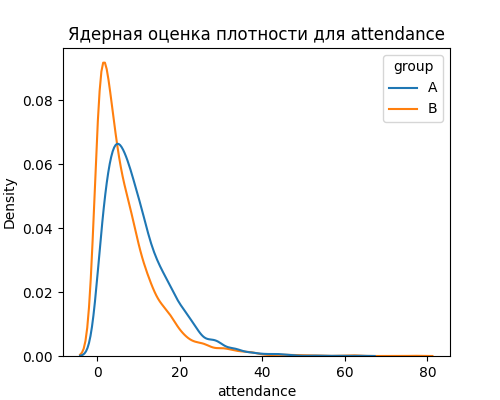 Ядерная оценка плотности для attendance
group
A
B
0.08
0.06
0.04
0.02
0.00
Density
0
20
40
60
80
attendance